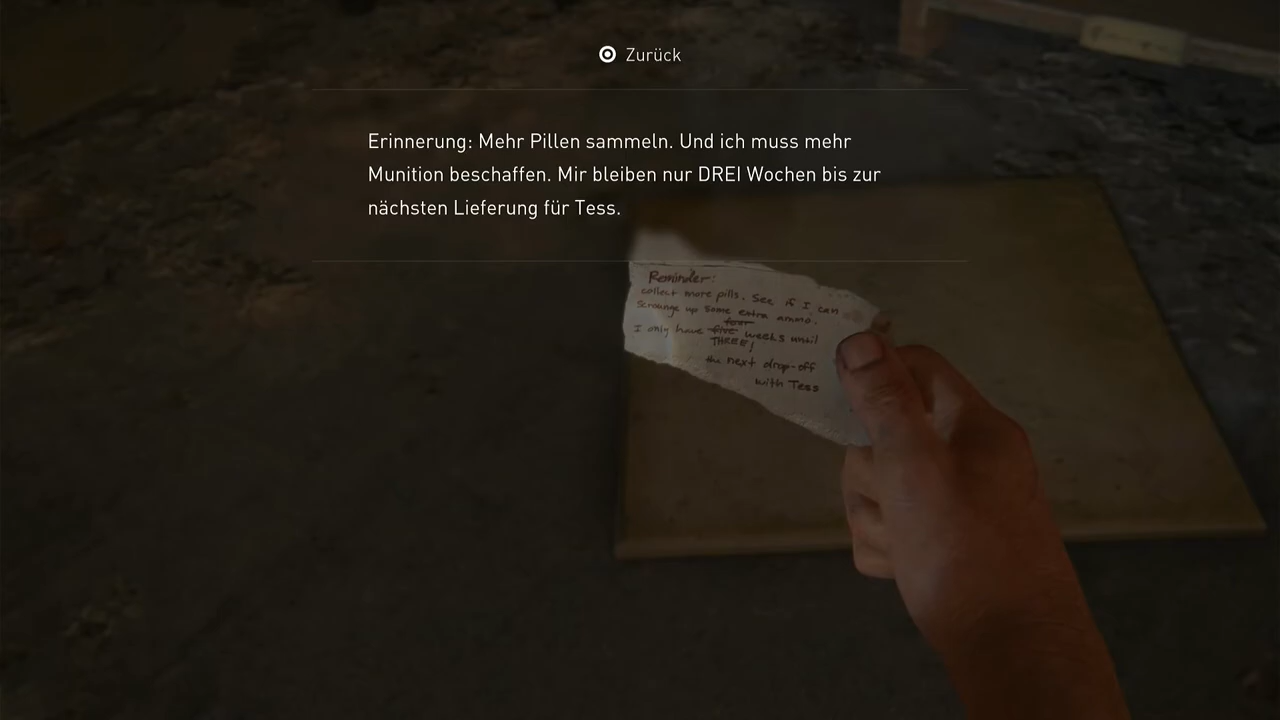 Zurück
Erinnerung: Mehr Pillen sammeln. Und ich muss mehr
Munition beschaffen. Mir bleiben nur DREI Wochen bis zur
nächsten Lieferung für Tess.
Reminder:
collect more pills. See if I can
scrounge up some extra ammo.
four
I only have five weeks until
THREE!
the next drop-off
with Tess